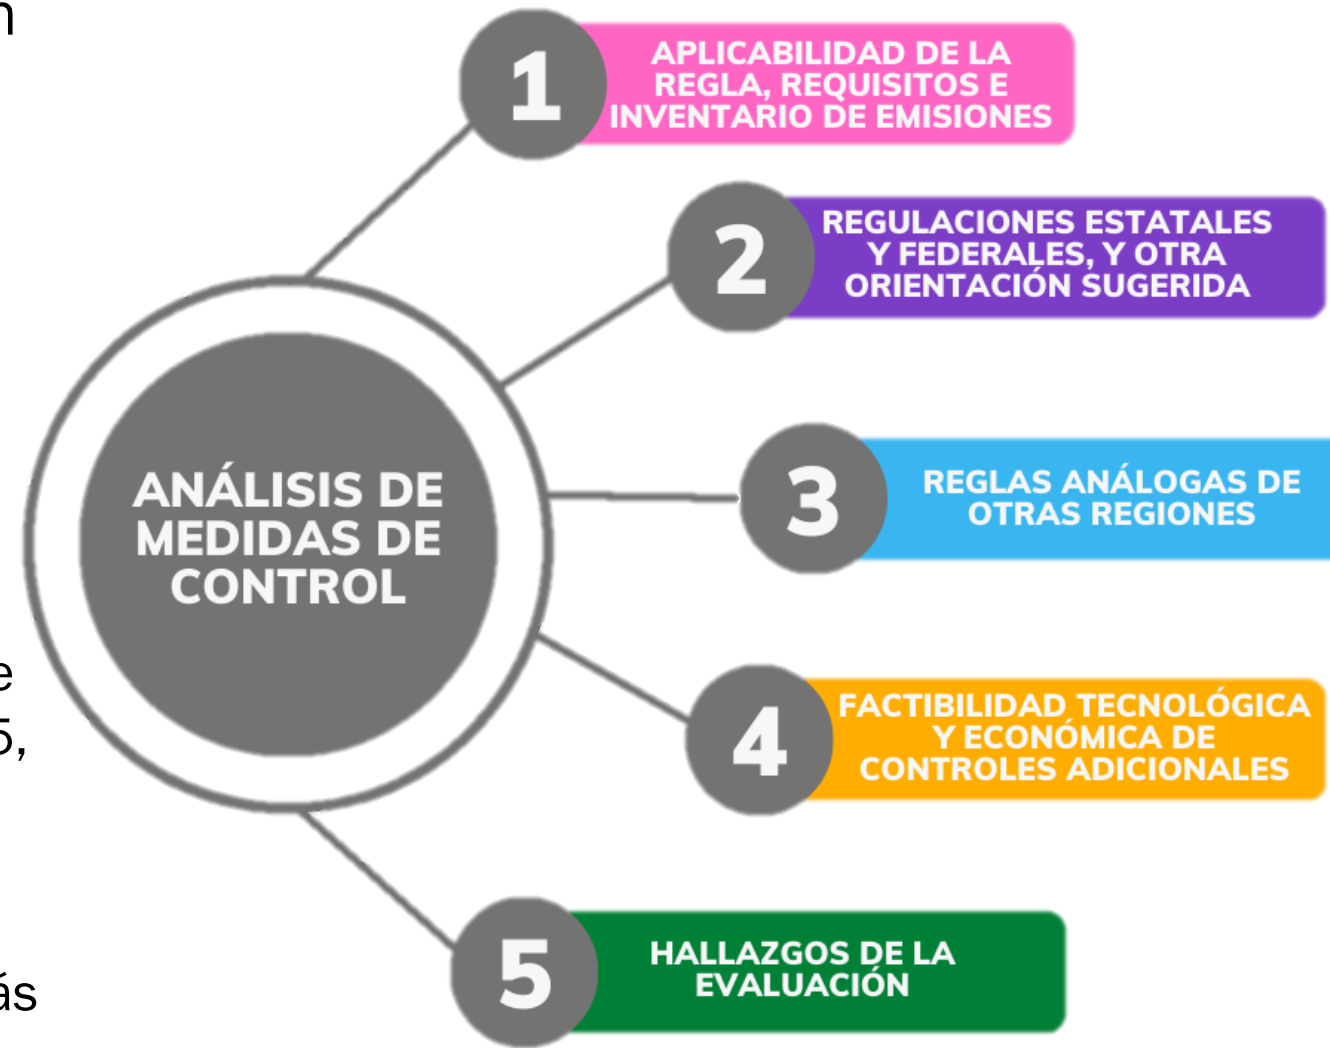 n
1
APLICABILIDAD DE LA
REGLA, REQUISITOS E
INVENTARIO DE EMISIONES
2
REGULACIONES ESTATALES
Y FEDERALES, Y OTRA
ORIENTACIÓN SUGERIDA
ANÁLISIS DE
MEDIDAS DE
CONTROL
3
REGLAS ANÁLOGAS DE
OTRAS REGIONES
e
5,
4
FACTIBILIDAD TECNOLÓGICA
Y ECONÓMICA DE
CONTROLES ADICIONALES
5
HALLAZGOS DE LA
EVALUACIÓN
ás